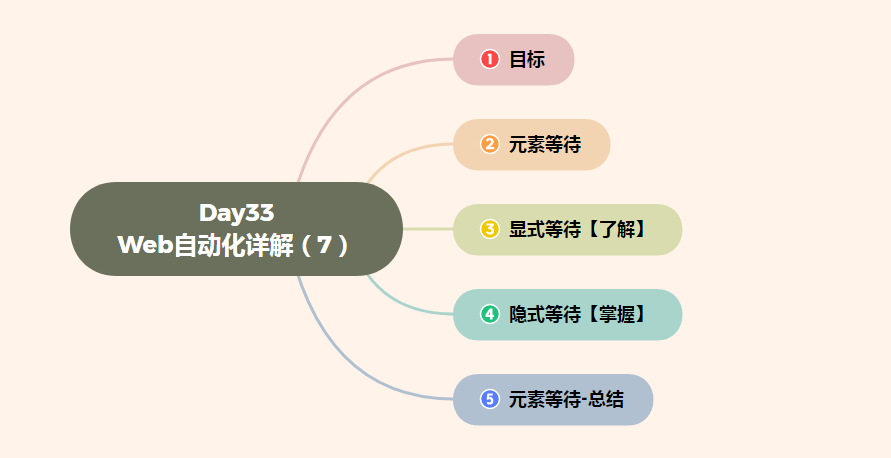 Day33
Web自动化详解（7）
1 目标
2 元素等待
3 显式等待【了解】
4 隐式等待【掌握】
5 元素等待-总结